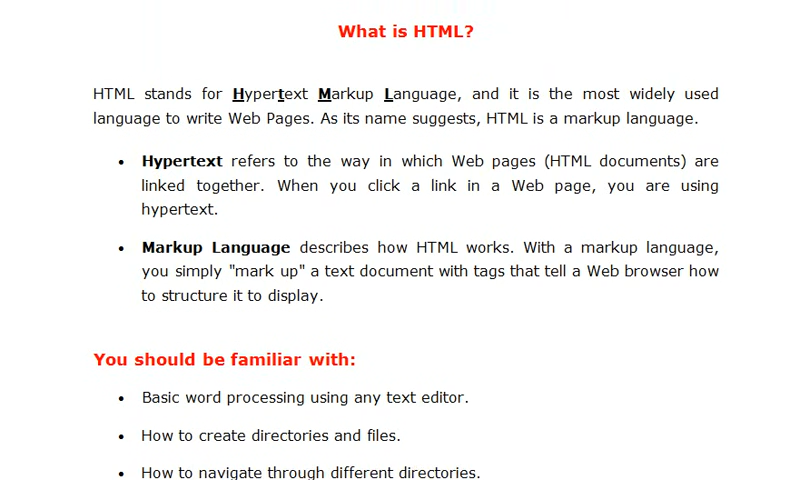 What is HTML?
HTML stands for Hypertext Markup Language, and it is the most widely used
language to write Web Pages. As its name suggests, HTML is a markup language.
• Hypertext refers to the way in which Web pages (HTML documents) are
linked together. When you click a link in a Web page, you are using
hypertext.
• Markup Language describes how HTML works. With a markup language,
you simply "mark up" a text document with tags that tell a Web browser how
to structure it to display.
You should be familiar with:
• Basic word processing using any text editor.
• How to create directories and files.
• How to navigate through different directories.